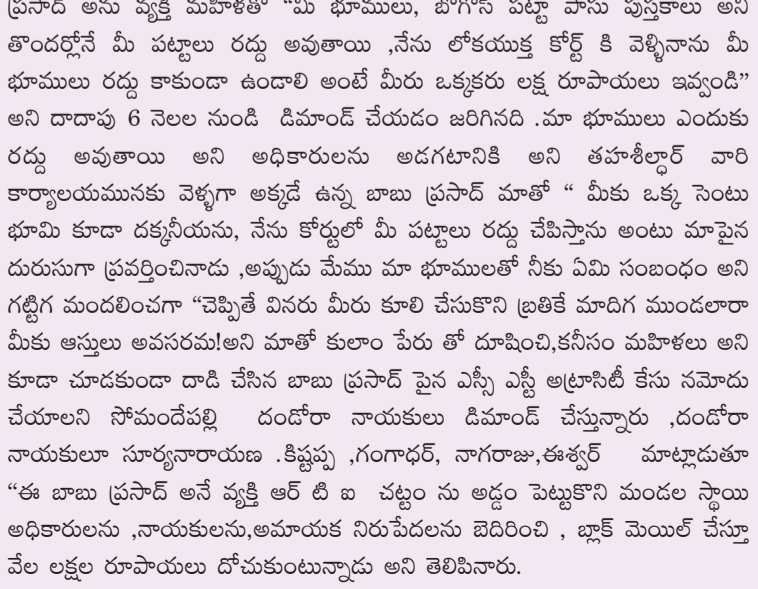 ప్రసాద్ అను వ్యక్తి మహిళతో “మీ భూములు, బోగస్ పట్టా పాసు పుస్తకాలు అని
తొందర్లోనే మీ పట్టాలు రద్దు అవుతాయి ,నేను లోకయుక్త కోర్ట్ కి వెళ్ళినాను మీ
భూములు రద్దు కాకుండా ఉండాలి అంటే మీరు ఒక్కకరు లక్ష రూపాయలు ఇవ్వండి”
అని దాదాపు 6 నెలల నుండి డిమాండ్ చేయడం జరిగినది .మా భూములు ఎందుకు
రద్దు అవుతాయి అని అధికారులను అడగటానికి అని తహశీల్దార్ వారి
కార్యాలయమునకు వెళ్ళగా అక్కడే ఉన్న బాబు ప్రసాద్ మాతో “ మీకు ఒక్క సెంటు
భూమి కూడా దక్కనీయను, నేను కోర్టులో మీ పట్టాలు రద్దు చేపిస్తాను అంటు మాపైన
దురుసుగా ప్రవర్తించినాడు ,అప్పుడు మేము మా భూములతో నీకు ఏమి సంబంధం అని
గట్టిగ మందలించగా “చెప్పితే వినరు మీరు కూలి చేసుకొని బ్రతికే మాదిగ ముండలారా
మీకు ఆస్తులు అవసరమ!అని మాతో కులాం పేరు తో దూషించి,కనీసం మహిళలు అని
కూడా చూడకుండా దాడి చేసిన బాబు ప్రసాద్ పైన ఎస్సీ ఎస్టీ అట్రాసిటీ కేసు నమోదు
చేయాలని సోమందేపల్లి దండోరా నాయకులు డిమాండ్ చేస్తున్నారు ,దండోరా
నాయకులూ సూర్యనారాయణ .కిష్టప్ప ,గంగాధర్, నాగరాజు,ఈశ్వర్ మాట్లాడుతూ
“ఈ బాబు ప్రసాద్ అనే వ్యక్తి ఆర్ టి ఐ చట్టం ను అడ్డం పెట్టుకొని మండల స్థాయి
అధికారులను ,నాయకులను,అమాయక నిరుపేదలను బెదిరించి , బ్లాక్ మెయిల్ చేస్తూ
వేల లక్షల రూపాయలు దోచుకుంటున్నాడు అని తెలిపినారు.